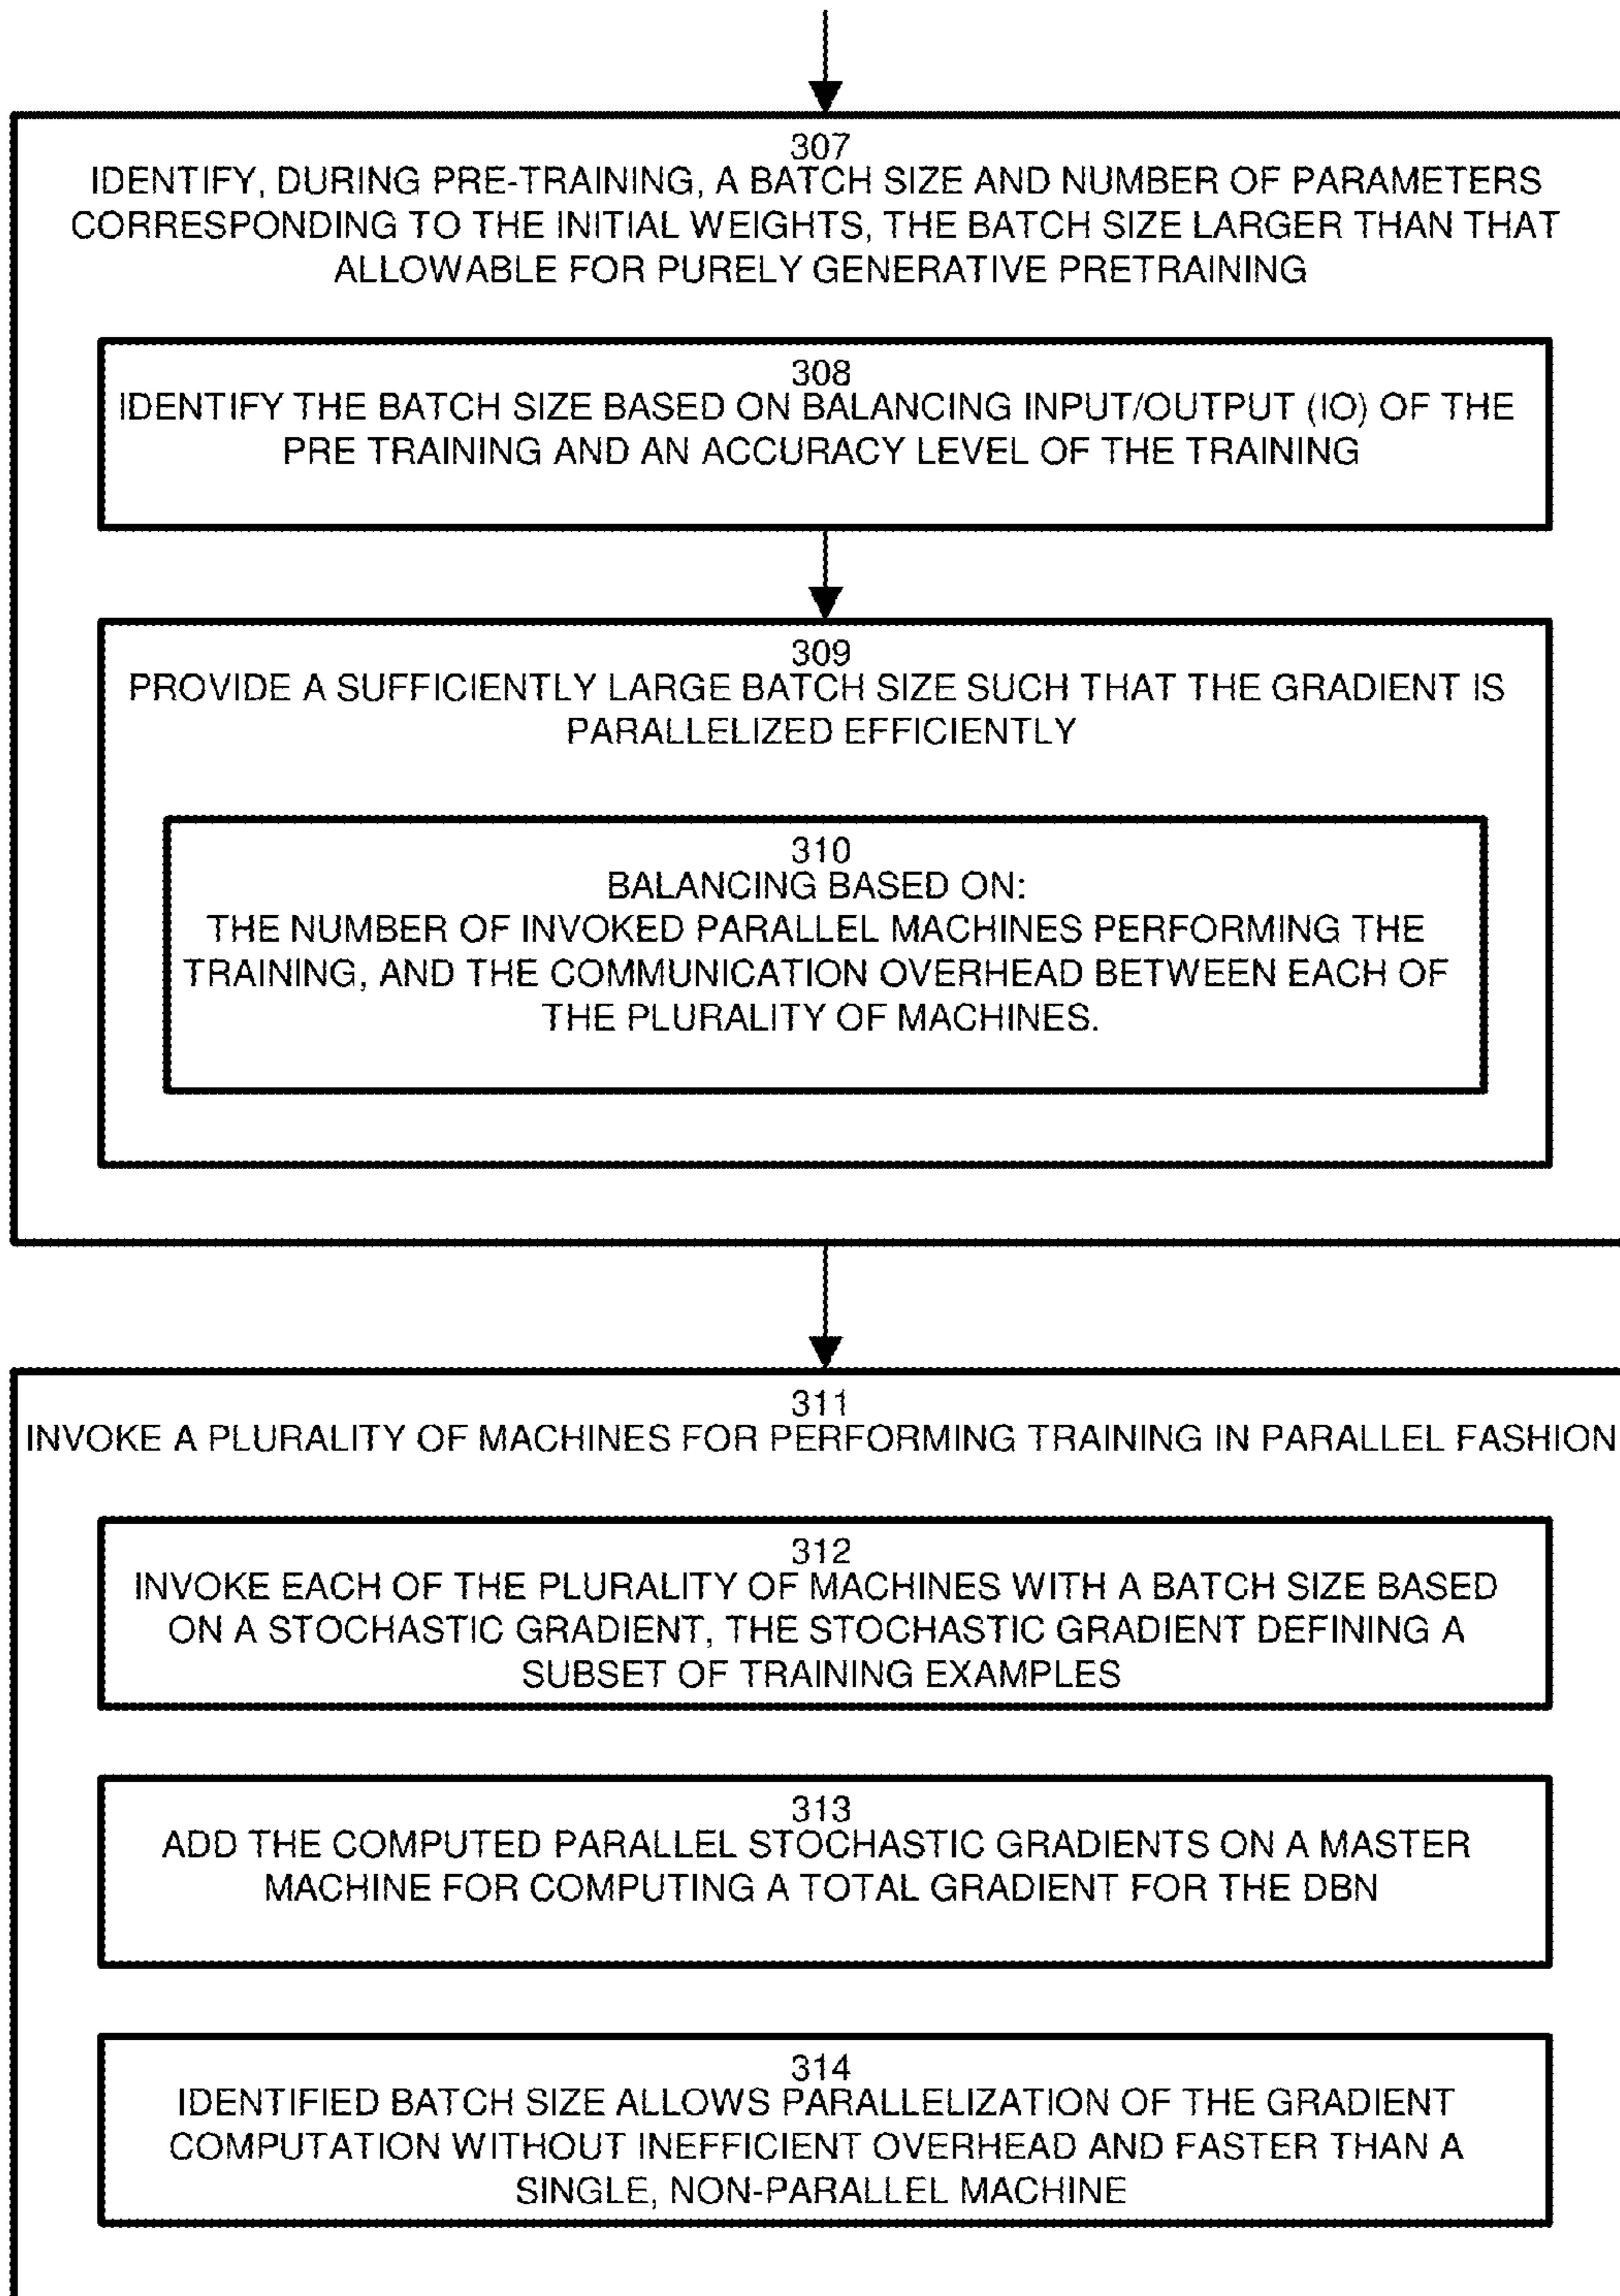 307
IDENTIFY, DURING PRE-TRAINING, A BATCH SIZE AND NUMBER OF PARAMETERS
CORRESPONDING TO THE INITIAL WEIGHTS, THE BATCH SIZE LARGER THAN THAT
ALLOWABLE FOR PURELY GENERATIVE PRETRAINING
308
IDENTIFY THE BATCH SIZE BASED ON BALANCING INPUT/OUTPUT (IO) OF THE
PRE TRAINING AND AN ACCURACY LEVEL OF THE TRAINING
309
PROVIDE A SUFFICIENTLY LARGE BATCH SIZE SUCH THAT THE GRADIENT IS
PARALLELIZED EFFICIENTLY
310
BALANCING BASED ON:
THE NUMBER OF INVOKED PARALLEL MACHINES PERFORMING THE
TRAINING, AND THE COMMUNICATION OVERHEAD BETWEEN EACH OF
THE PLURALITY OF MACHINES.
311
INVOKE A PLURALITY OF MACHINES FOR PERFORMING TRAINING IN PARALLEL FASHION
312
INVOKE EACH OF THE PLURALITY OF MACHINES WITH A BATCH SIZE BASED
ON A STOCHASTIC GRADIENT, THE STOCHASTIC GRADIENT DEFINING A
SUBSET OF TRAINING EXAMPLES
313
ADD THE COMPUTED PARALLEL STOCHASTIC GRADIENTS ON A MASTER
MACHINE FOR COMPUTING A TOTAL GRADIENT FOR THE DBN
314
IDENTIFIED BATCH SIZE ALLOWS PARALLELIZATION OF THE GRADIENT
COMPUTATION WITHOUT INEFFICIENT OVERHEAD AND FASTER THAN A
SINGLE, NON-PARALLEL MACHINE